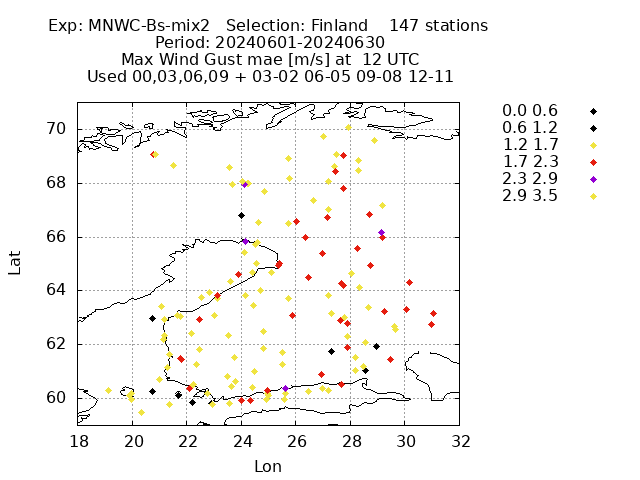 Exp: MNWC-Bs-mix2 Selection: Finland 147 stations
Period: 20240601-20240630
Max Wind Gust mae [m/s] at 12 UTC
Used 00,03,06,09 + 03-02 06-05 09-08 12-11
0.0 0.6
0.6 1.2
1.2 1.7
1.7 2.3
2.3 2.9
2.9 3.5
70
68
66
64
62
60
Lat
18 20 22 24 26 28 30 32
Lon